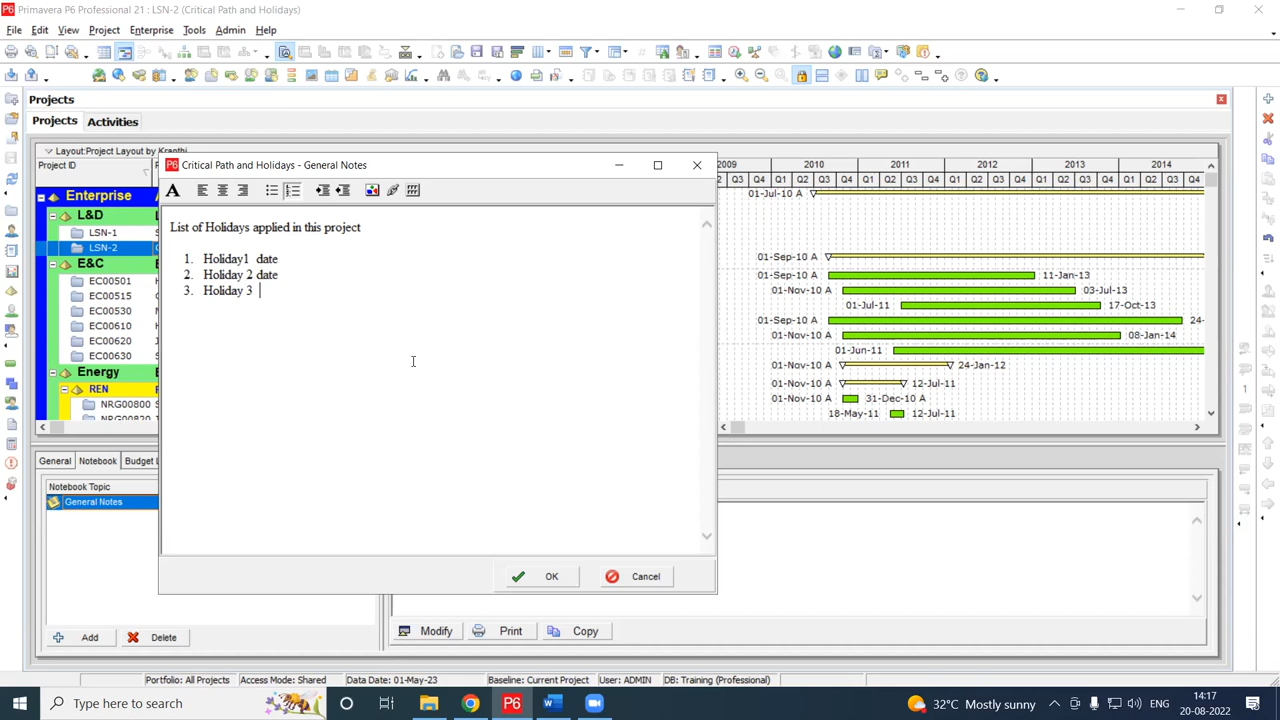 Primavera P6 Professional 21 : LSN-2 (Critical Path and Holidays)
File Edit View Project Enterprise Tools Admin Help
Projects
Projects Activities
Layout:Project Layout by Kranthi
Project ID
Enterprise
L&D
LSN-1
LSN-2
E&C
EC00501
EC00515
EC00530
EC00610
EC00620
EC00630
Energy
REN
NRG00800
NRG00820
Critical Path and Holidays - General Notes
List of Holidays applied in this project
1. Holiday1 date
2. Holiday 2 date
3. Holiday 3
OK Cancel
2009 2010 2011 2012 2013 2014
Q3 Q4 Q1 Q2 Q3 Q4 Q1 Q2 Q3 Q4 Q1 Q2 Q3 Q4 Q1 Q2 Q3 Q4 Q1 Q2 Q3 Q4
01-Jul-10 A
01-Sep-10 A
01-Sep-10 A 11-Jan-13
01-Nov-10 A 03-Jul-13
01-Jul-11 17-Oct-13
01-Sep-10 A 24-
01-Nov-10 A 08-Jan-14
01-Jun-11
01-Nov-10 A 24-Jan-12
01-Nov-10 A 12-Jul-11
01-Nov-10 A 31-Dec-10 A
18-May-11 12-Jul-11
General Notebook Budget L
Notebook Topic
General Notes
Add Delete
Modify Print Copy
Portfolio: All Projects Access Mode: Shared Data Date: 01-May-23 Baseline: Current Project User: ADMIN DB: Training (Professional)
Type here to search
32°C Mostly sunny ENG
14:17
20-08-2022